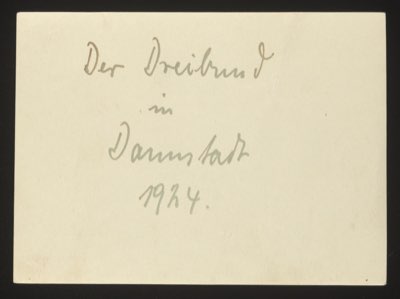 Der Dreibund
in
Darmstadt
1924.